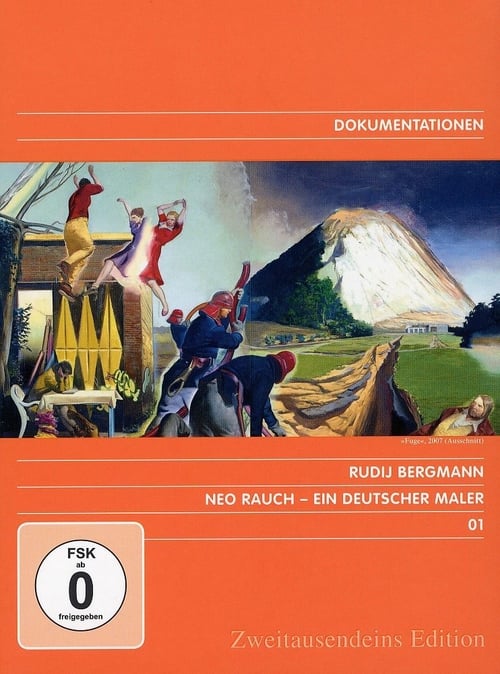 DOKUMENTATIONEN
»Fuge«, 2007 (Ausschnitt)
RUDIJ BERGMANN
NEO RAUCH – EIN DEUTSCHER MALER
01
FSK
ab
0
freigegeben
Zweitausendeins Edition